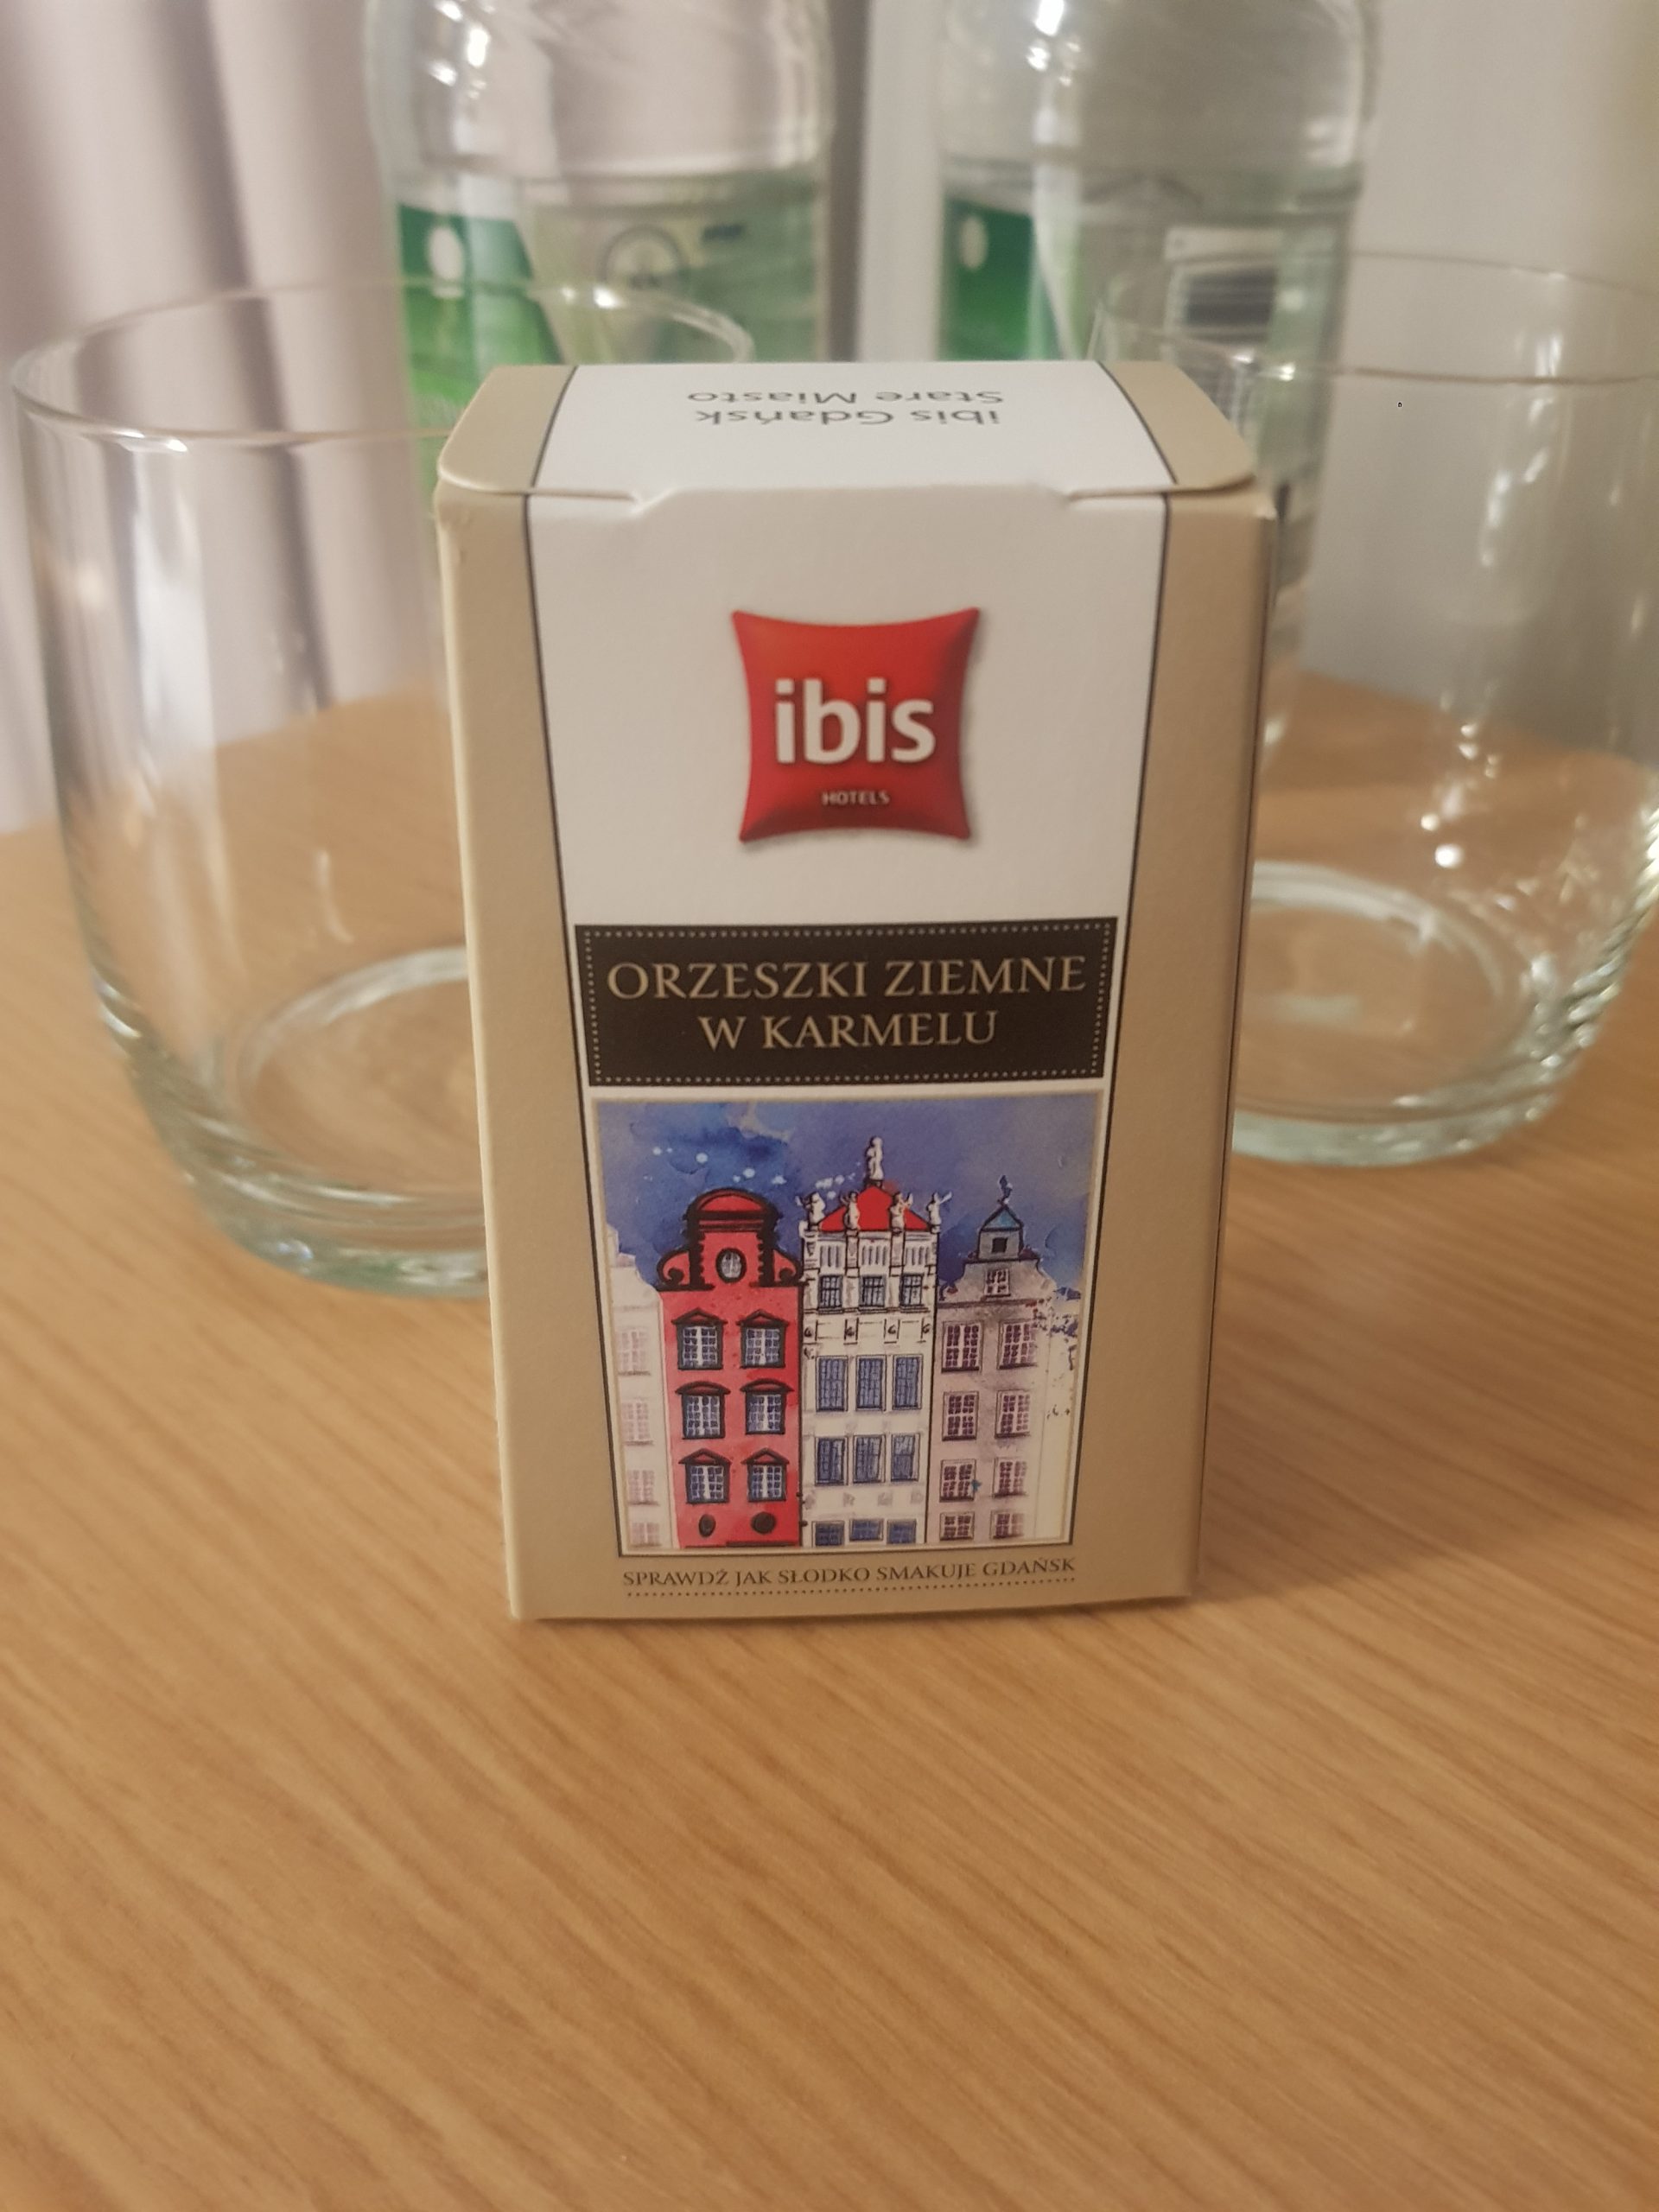 ibis Gdańsk
Stare Miasto
ibis
HOTELS
ORZESZKI ZIEMNE
W KARMELU
SPRAWDŹ JAK SŁODKO SMAKUJE GDAŃSK